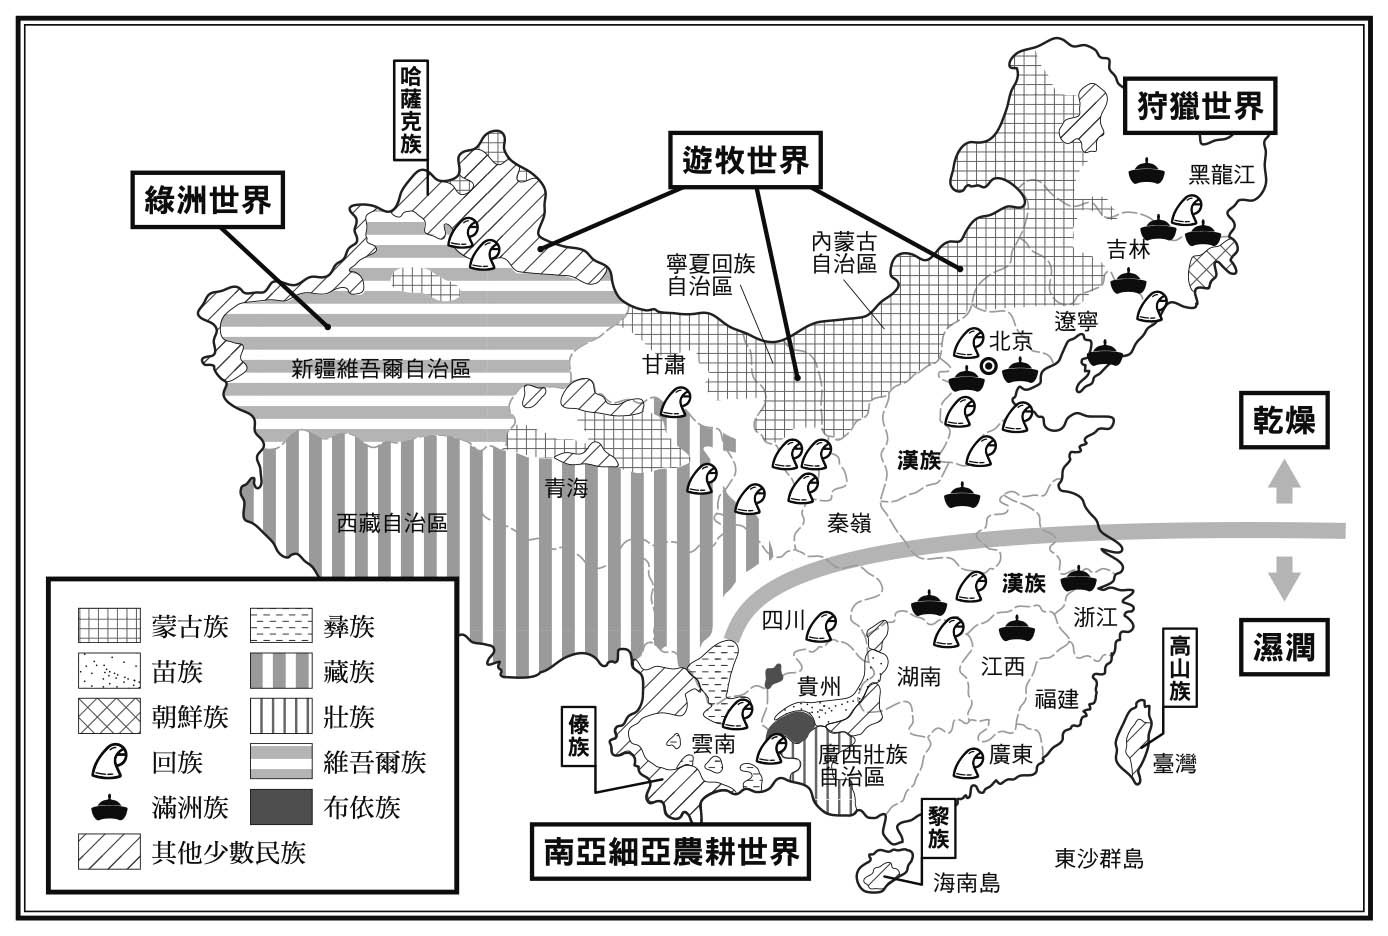 哈薩克族
狩獵世界
遊牧世界
黑龍江
綠洲世界
吉林
內蒙古
自治區
寧夏回族
自治區
遼寧
北京
甘肅
新疆維吾爾自治區
乾燥
漢族
青海
西藏自治區
秦嶺
漢族
浙江
四川
濕潤
高山族
江西
湖南
貴州
福建
傣族
雲南
廣西壯族
自治區
廣東
臺灣
黎族
南亞細亞農耕世界
東沙群島
海南島
蒙古族
彝族
苗族
藏族
朝鮮族
壯族
回族
維吾爾族
滿洲族
布依族
其他少數民族